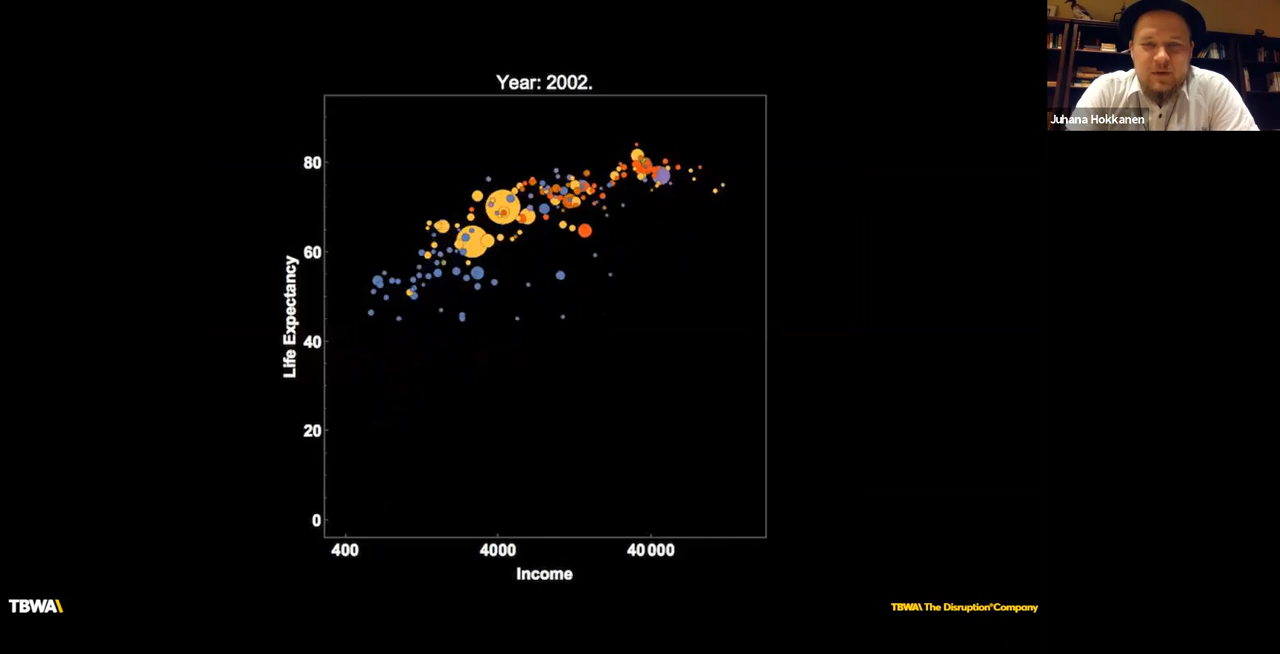 Year: 2002.
Juhana Hokkanen
80
60
40
20
0
Life Expectancy
400
4000
40 000
Income
TBWA\
TBWA\ The Disruption® Company